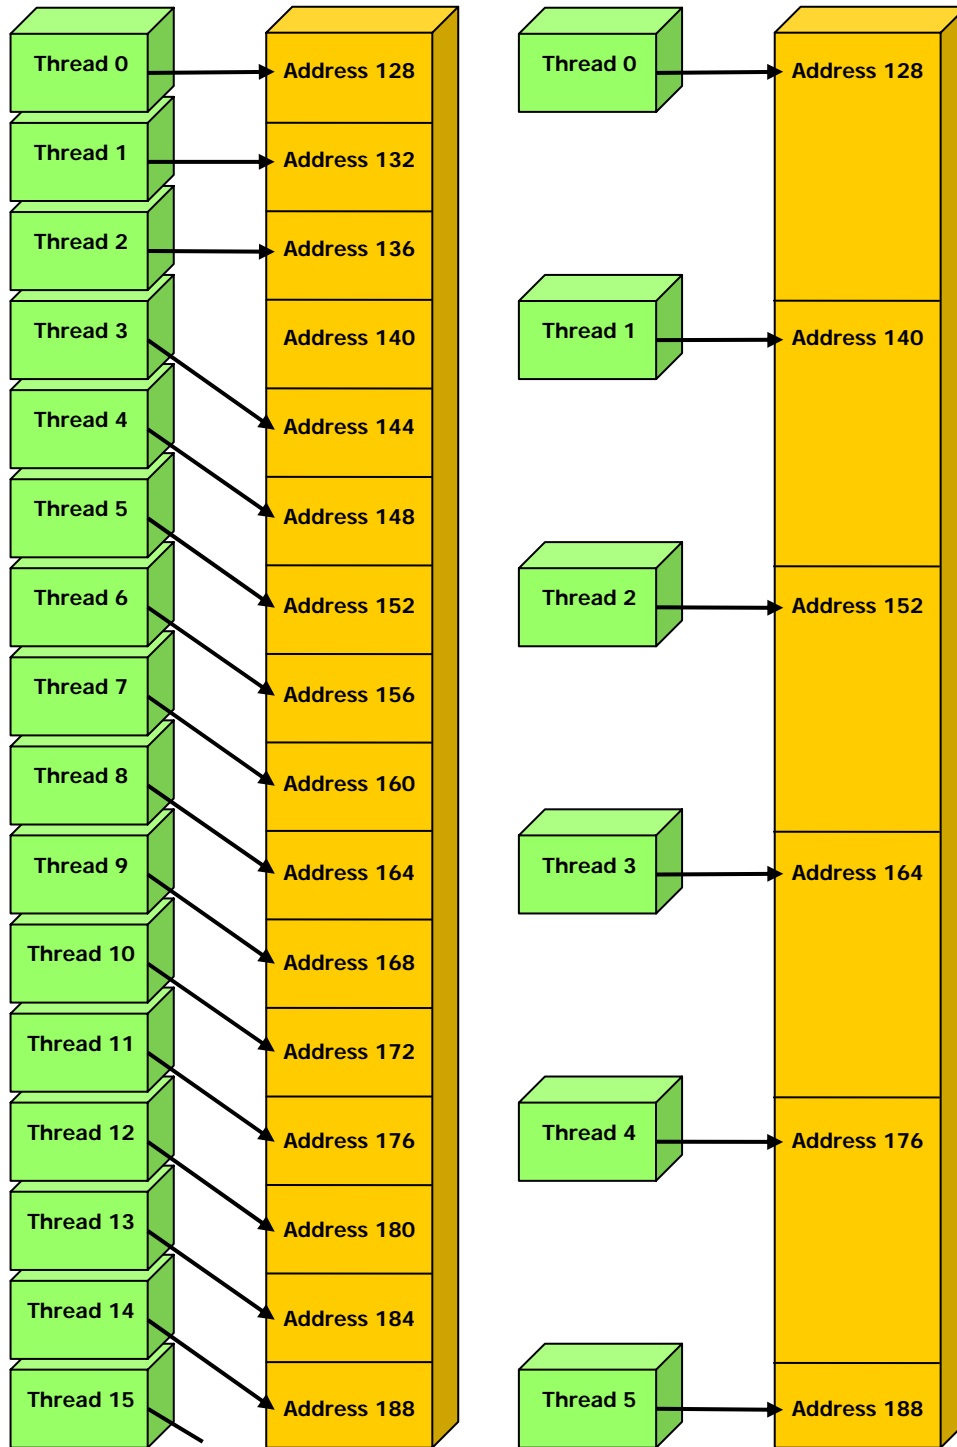 Thread 0
Address 128
Thread 1
Address 132
Thread 2
Address 136
Thread 3
Address 140
Thread 4
Address 144
Thread 5
Address 148
Thread 6
Address 152
Thread 7
Address 156
Thread 8
Address 160
Thread 9
Address 164
Thread 10
Address 168
Thread 11
Address 172
Thread 12
Address 176
Thread 13
Address 180
Thread 14
Address 184
Thread 15
Address 188
Thread 0
Address 128
Thread 1
Address 140
Thread 2
Address 152
Thread 3
Address 164
Thread 4
Address 176
Thread 5
Address 188